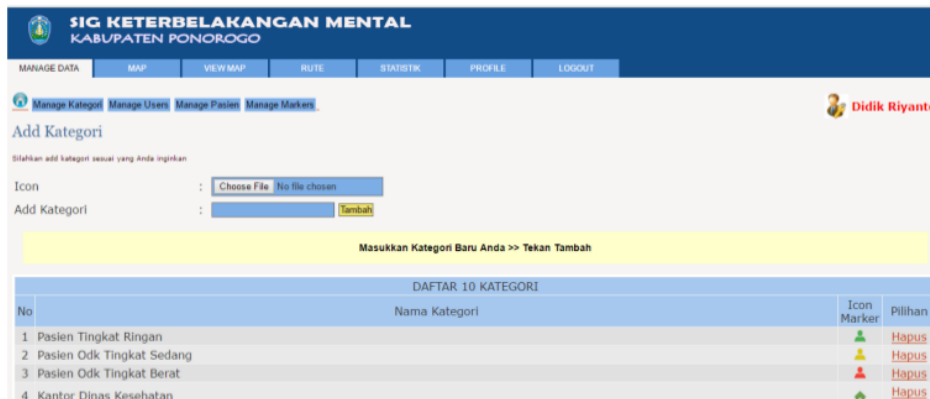 SIG KETERBELAKANGAN MENTAL
KABUPATEN PONOROGO
MANAGE DATA MAP VIEW MAP RUTE STATISTIK PROFILE LOGOUT
Manage Kategori Manage Users Manage Pasien Manage Markers
Didik Riyanto
Add Kategori
Silahkan add kategori sesuai yang Anda inginkan
Icon : Choose File No file chosen
Add Kategori : Tambah
Masukkan Kategori Baru Anda >> Tekan Tambah
DAFTAR 10 KATEGORI
No Nama Kategori Icon Marker Pilihan
1 Pasien Tingkat Ringan Hapus
2 Pasien Odk Tingkat Sedang Hapus
3 Pasien Odk Tingkat Berat Hapus
4 Kantor Dinas Kesehatan Hapus